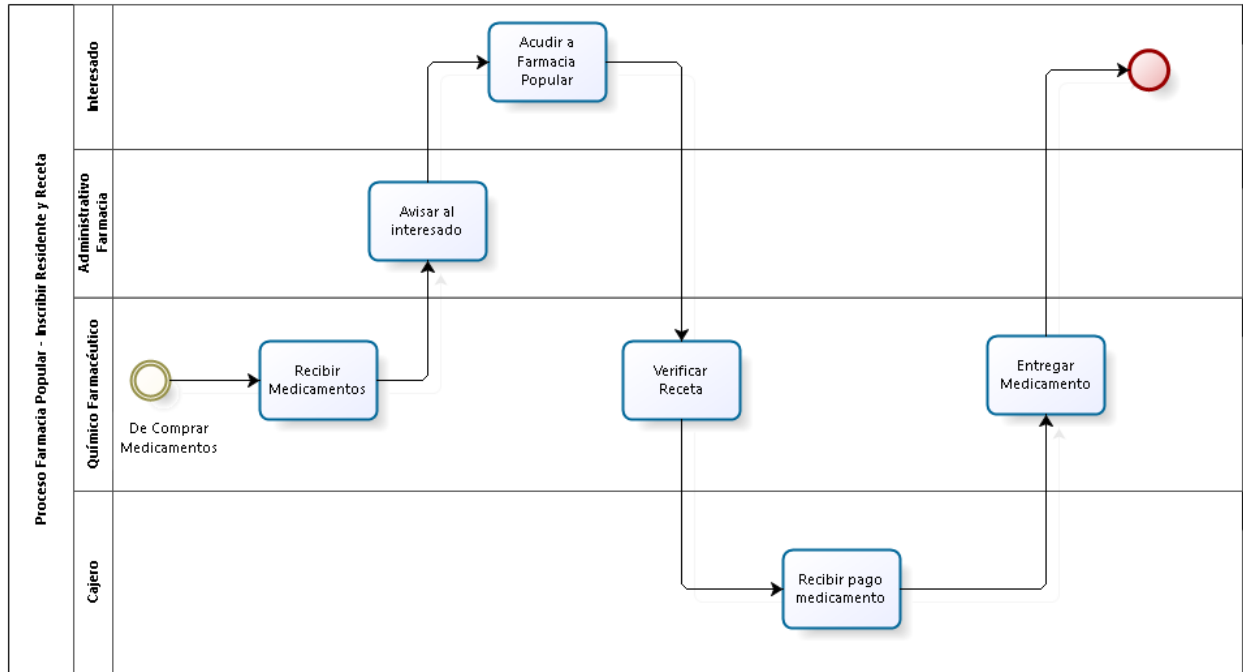 Proceso Farmacia Popular - Inscribir Residente y Receta
Interesado
Acudir a
Farmacia
Popular
Administrativo
Farmacia
Avisar al
interesado
Químico Farmacéutico
De Comprar
Medicamentos
Recibir
Medicamentos
Verificar
Receta
Entregar
Medicamento
Cajero
Recibir pago
medicamento